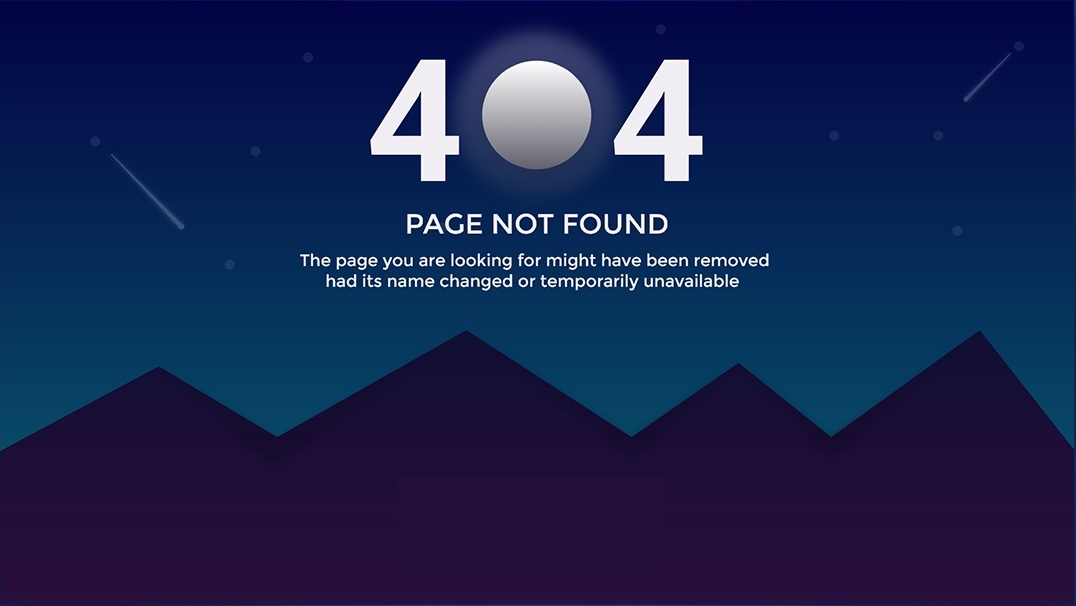 404
PAGE NOT FOUND
The page you are looking for might have been removed
had its name changed or temporarily unavailable